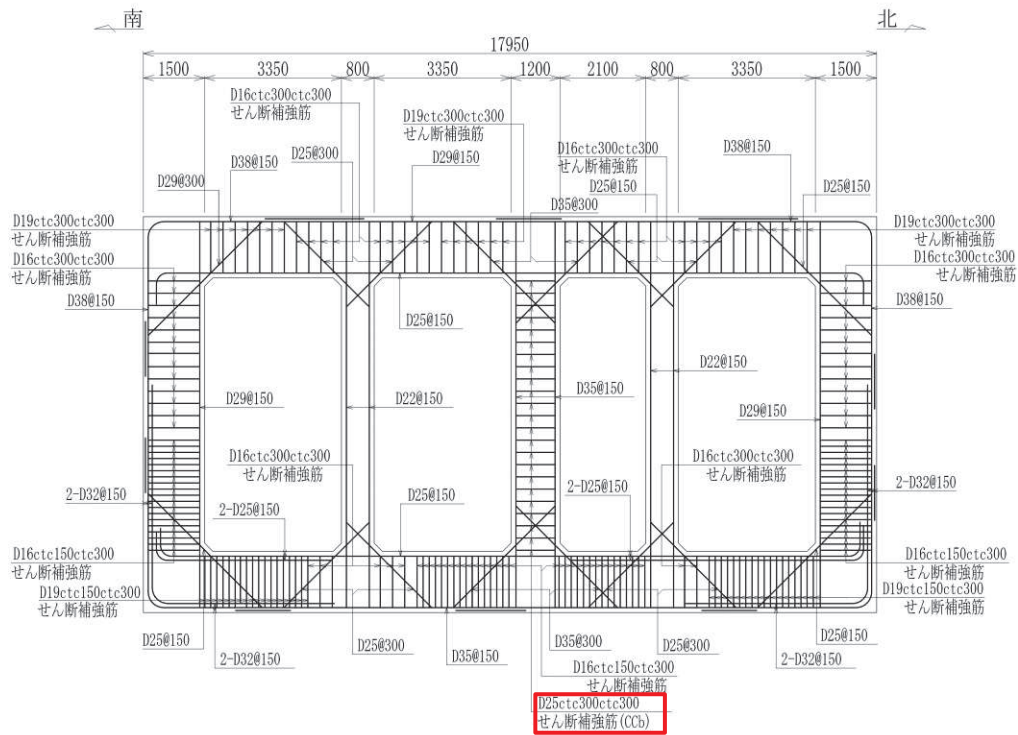 南
北
17950
1500
3350
800
3350
1200
2100
800
3350
1500
D16ctc300ctc300
せん断補強筋
D19ctc300ctc300
せん断補強筋
D16ctc300ctc300
せん断補強筋
D38@150
D25@300
D29@150
D38@150
D29@300
D25@150
D25@150
D35@300
D19ctc300ctc300
せん断補強筋
D19ctc300ctc300
せん断補強筋
D16ctc300ctc300
せん断補強筋
D16ctc300ctc300
せん断補強筋
D38@150
D38@150
D25@150
D22@150
D29@150
D22@150
D35@150
D29@150
D16ctc300ctc300
せん断補強筋
D16ctc300ctc300
せん断補強筋
2-D32@150
D25@150
2-D25@150
2-D32@150
2-D25@150
D16ctc150ctc300
せん断補強筋
D16ctc150ctc300
せん断補強筋
D19ctc150ctc300
せん断補強筋
D19ctc150ctc300
せん断補強筋
D25@150
D25@300
D35@300
D25@300
D25@150
2-D32@150
D35@150
2-D32@150
D16ctc150ctc300
せん断補強筋
D25ctc300ctc300
せん断補強筋(CCb)